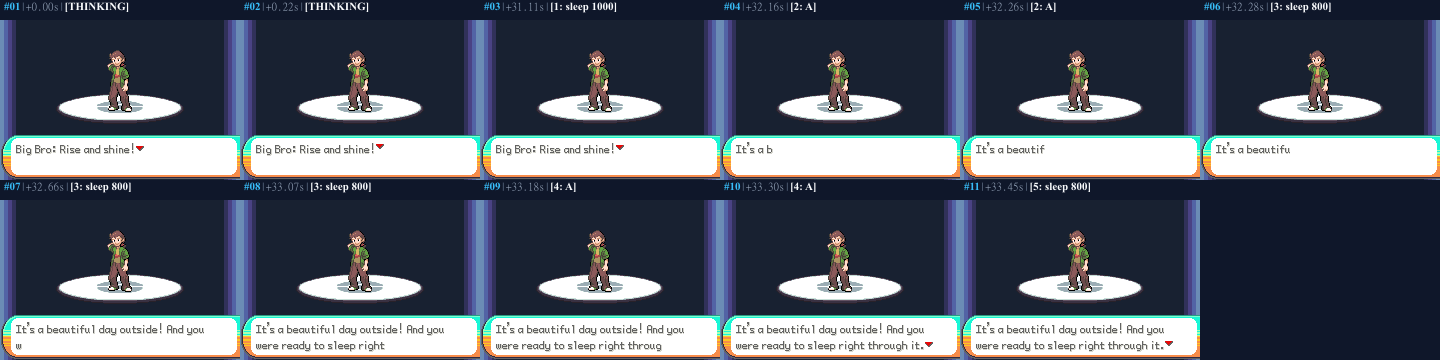 #01|+0.00s|[THINKING]
#02|+0.22s|[THINKING]
#03|+31.11s|[1: sleep 1000]
#04|+32.16s|[2: A]
#05|+32.26s|[2: A]
#06|+32.28s|[3: sleep 800]
Big Bro: Rise and shine!
Big Bro: Rise and shine!
Big Bro: Rise and shine!
It's a b
It's a beautif
It's a beautifu
#07|+32.66s|[3: sleep 800]
#08|+33.07s|[3: sleep 800]
#09|+33.18s|[4: A]
#10|+33.30s|[4: A]
#11|+33.45s|[5: sleep 800]
It's a beautiful day outside! And you
w
It's a beautiful day outside! And you
were ready to sleep right
It's a beautiful day outside! And you
were ready to sleep right throug
It's a beautiful day outside! And you
were ready to sleep right through it.
It's a beautiful day outside! And you
were ready to sleep right through it.